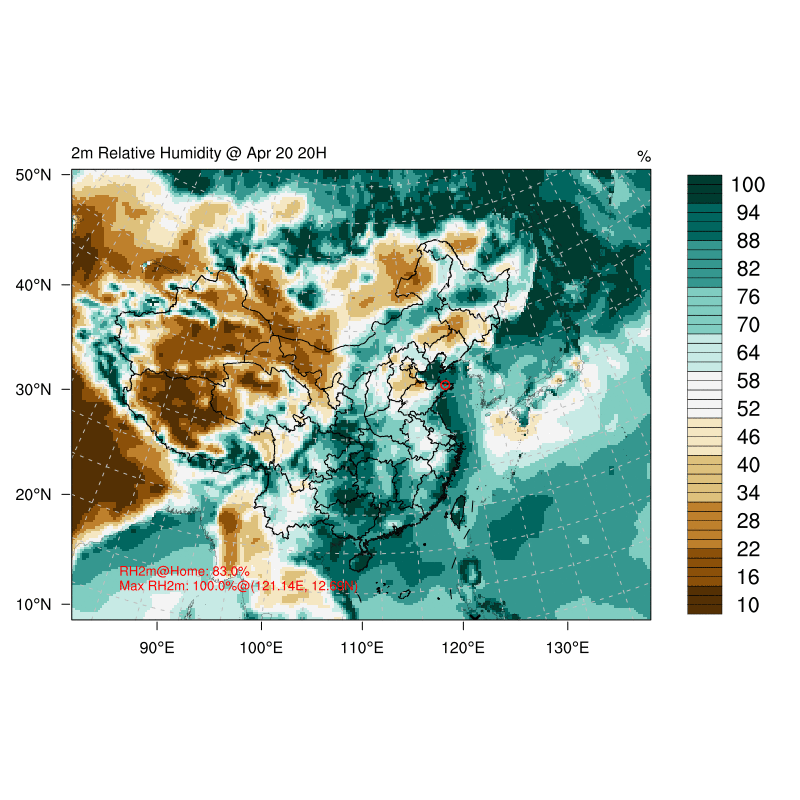 2m Relative Humidity @ Apr 20 20H
%
50°N
40°N
30°N
20°N
10°N
90°E
100°E
110°E
120°E
130°E
100
94
88
82
76
70
64
58
52
46
40
34
28
22
16
10
RH2m@Home: 83.0%
Max RH2m: 100.0%@(121.14E,